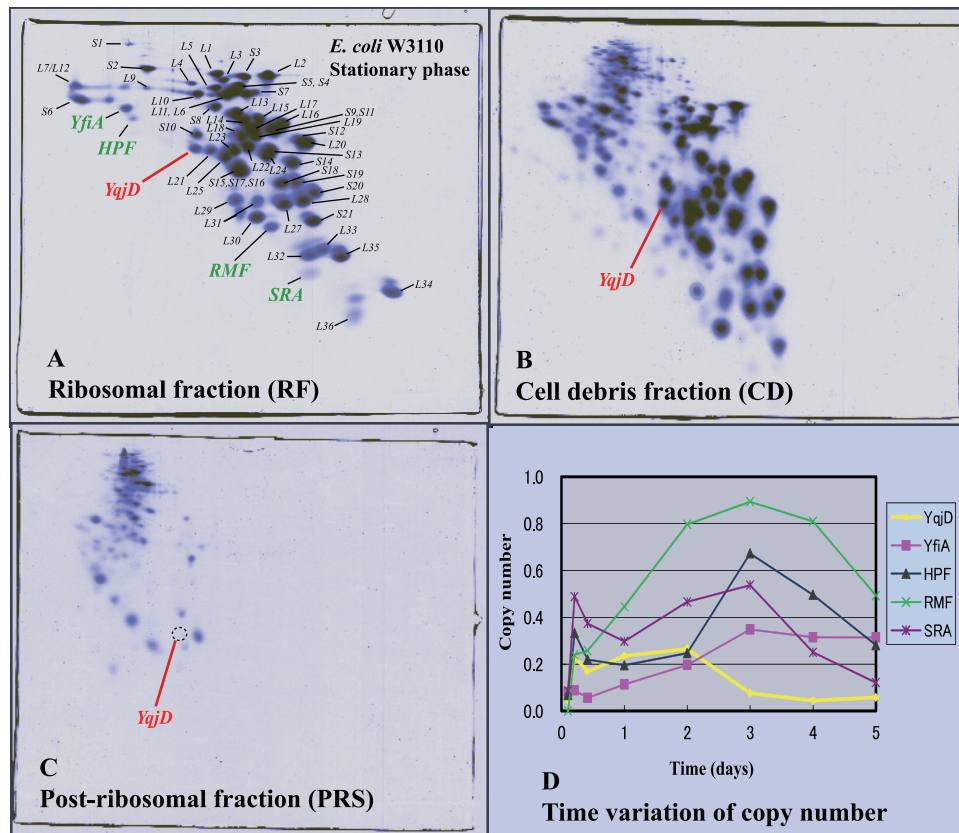 E. coli W3110
Stationary phase
S1
L5
L1
L3
S3
S2
L4
L2
L7/L12
L9
S5, S4
S7
S6
L10
L11, L6
S8
L13
L15
L17
L16
S9,S11
L19
YfiA
HPF
S10
L14
L18
L23
S12
L20
YqjD
L22
L24
S13
S14
L21
L25
S15,S17,S16
S18
S19
S20
L28
L29
L31
L30
L27
S21
RMF
L33
L32
L35
SRA
L34
L36
A
Ribosomal fraction (RF)
YqjD
B
Cell debris fraction (CD)
YqjD
C
Post-ribosomal fraction (PRS)
1.0
0.8
0.6
0.4
0.2
0.0
Copy number
0 1 2 3 4 5
Time (days)
YqjD
YfiA
HPF
RMF
SRA
D
Time variation of copy number